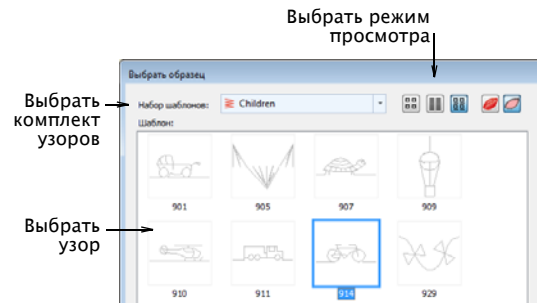 Выбрать режим
просмотра
Выбрать образец
Выбрать
комплект
узоров
Набор шаблонов:
Children
Шаблон:
901 905 907 909
Выбрать
узор
910 911 914 929